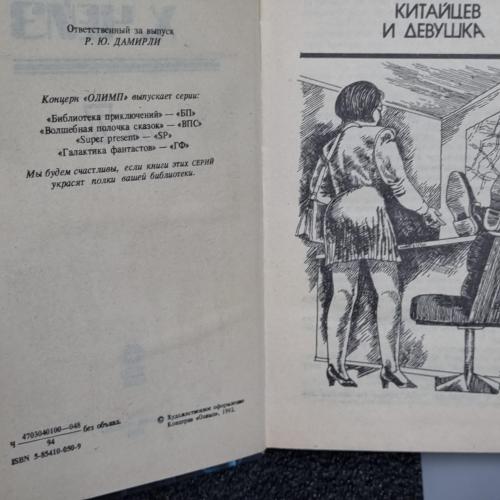 Ответственный за выпуск
Р. Ю. ДАМИРЛИ
Концерн «ОЛИМП» выпускает серии:
«Библиотека приключений» — «БП»
«Волшебная полочка сказок» — «ВПС»
«Super present» — «SP»
«Галактика фантастов» — «ГФ»
Мы будем счастливы, если книги этих СЕРИЙ
украсят полки вашей библиотеки.
Ч 4703040100—048 без объявл.
94
ISBN 5-85410-050-9
© Художественное оформление
Концерна «Олимп», 1992.
КИТАЙЦЕВ
И ДЕВУШКА